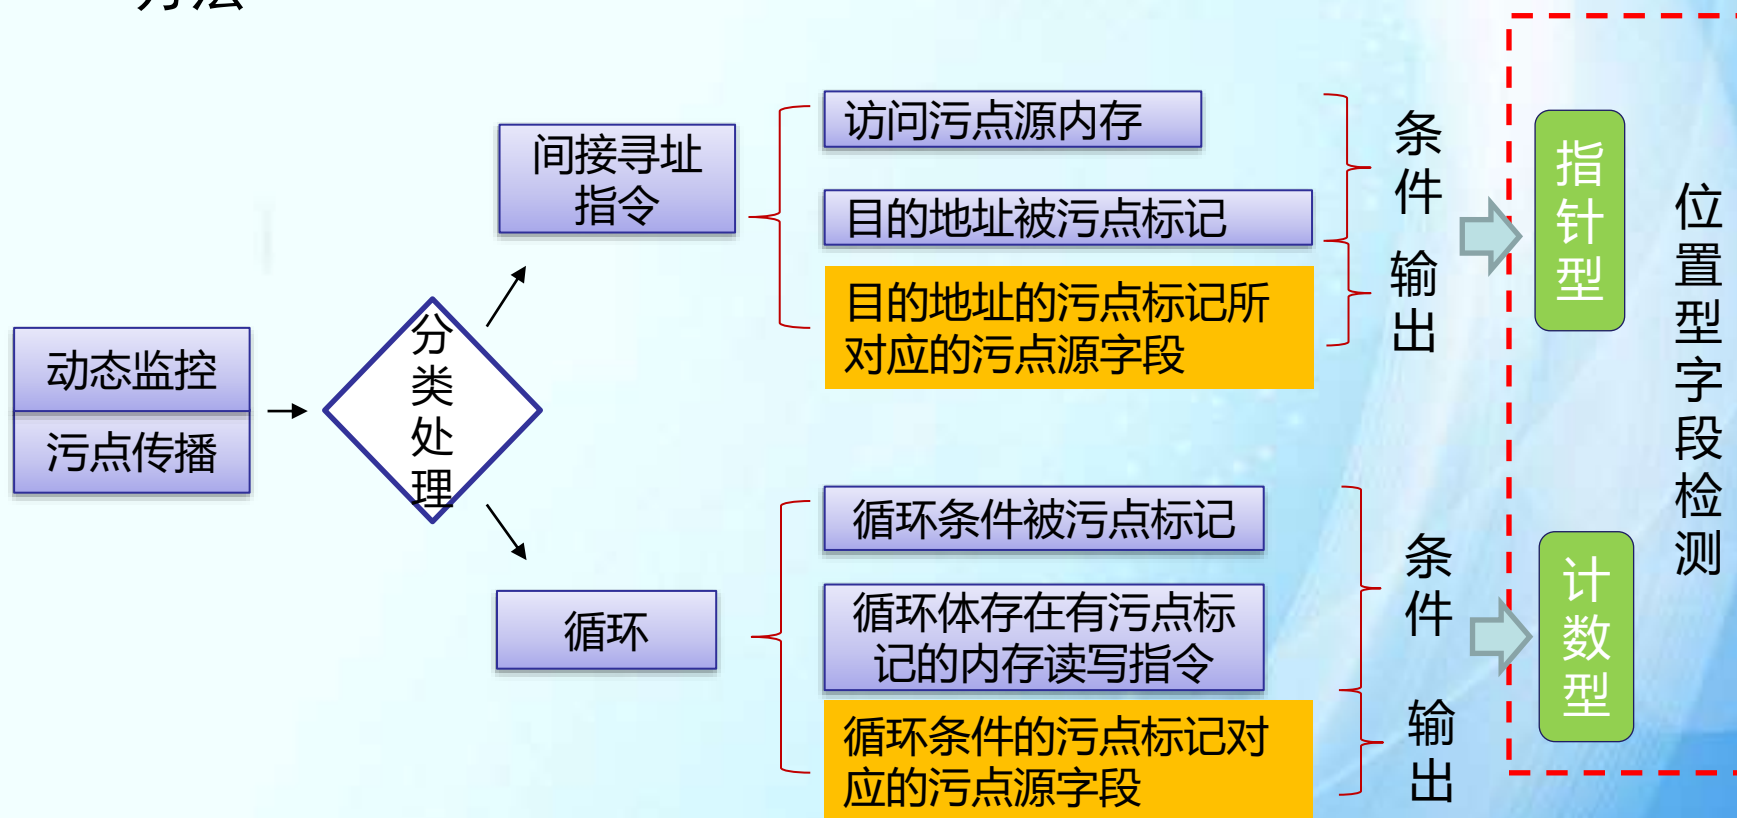 方法
动态监控
污点传播
分类处理
间接寻址
指令
访问污点源内存
目的地址被污点标记
目的地址的污点标记所
对应的污点源字段
条件
输出
指针型
循环
循环条件被污点标记
循环体存在有污点标
记的内存读写指令
循环条件的污点标记对
应的污点源字段
条件
输出
计数型
位置型字段检测